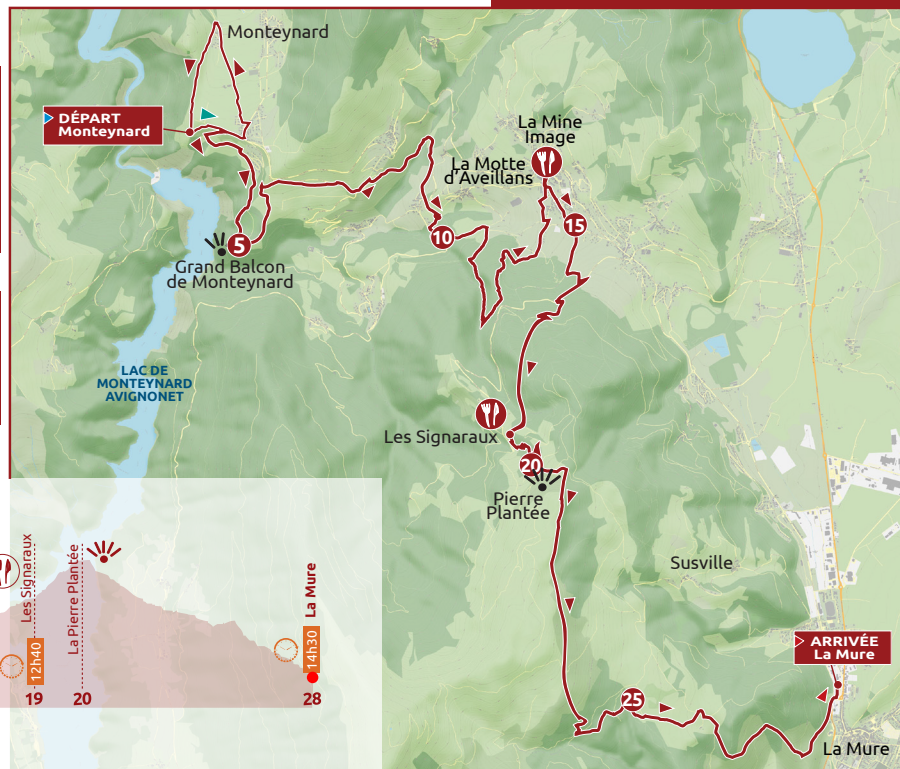 Monteynard
DÉPART
Monteynard
La Mine
Image
La Motte
d'Aveillans
15
10
5
Grand Balcon
de Monteynard
LAC DE
MONTEYNARD
AVIGNONET
Les Signaraux
20
Pierre
Plantée
Susville
ARRIVÉE
La Mure
25
La Mure
Les Signaraux
12h40
19
La Pierre Plantée
20
La Mure
14h30
28